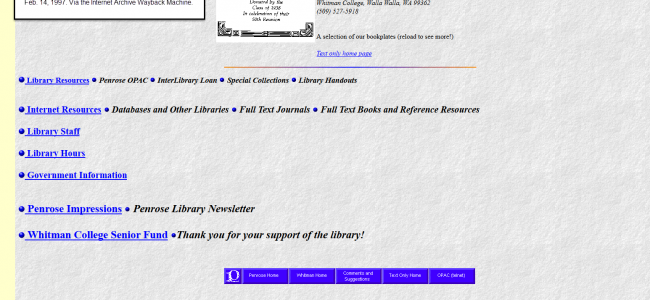 Feb. 14, 1997. Via the Internet Archive Wayback Machine.
Donated by the
Class of 1938
in celebration of their
58th Reunion
Whitman College, Walla Walla, WA 99362
(509) 527-5918
A selection of our bookplates (reload to see more!)
Text only home page
Library Resources Penrose OPAC InterLibrary Loan Special Collections Library Handouts
Internet Resources Databases and Other Libraries Full Text Journals Full Text Books and Reference Resources
Library Staff
Library Hours
Government Information
Penrose Impressions Penrose Library Newsletter
Whitman College Senior Fund Thank you for your support of the library!
Penrose Home Whitman Home Comments and Suggestions Text Only Home OPAC (telnet)